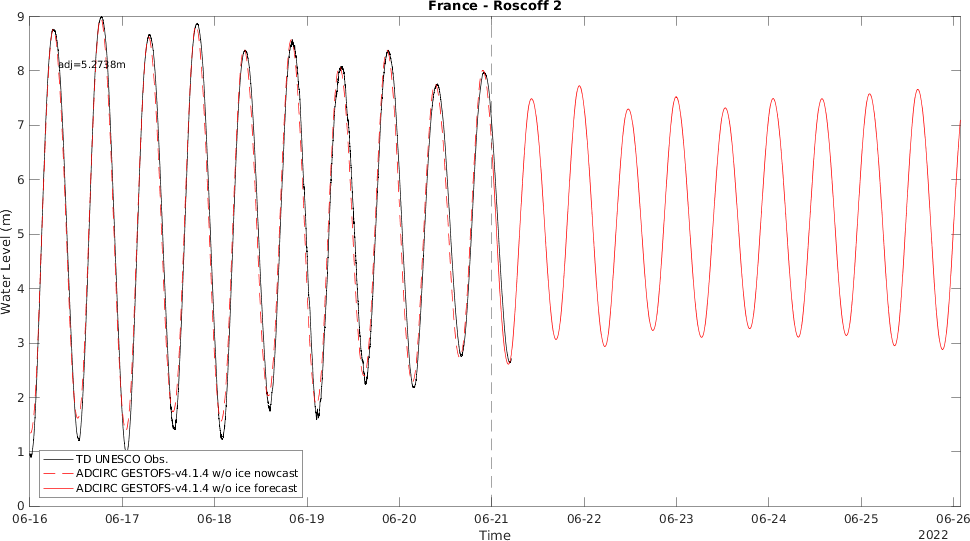 France - Roscoff 2
9
8
7
6
5
4
3
2
1
0
Water Level (m)
adj=5.2738m
TD UNESCO Obs.
ADCIRC GESTOFS-v4.1.4 w/o ice nowcast
ADCIRC GESTOFS-v4.1.4 w/o ice forecast
06-16 06-17 06-18 06-19 06-20 06-21 06-22 06-23 06-24 06-25 06-26
Time
2022